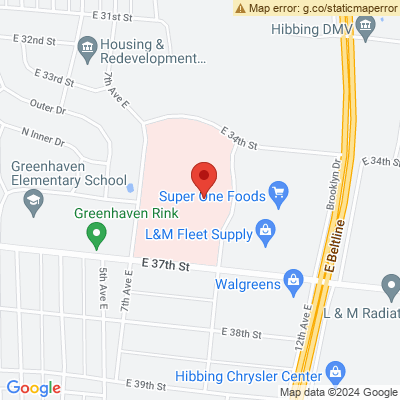 Map error: g.co/staticmaperror
E 31st St
Hibbing DMV
E 32nd St
Housing &
Redevelopment...
E 33rd St
7th Ave E
Outer Dr
N Inner Dr
E 34th St
E 34th St
Brooklyn Dr
Greenhaven
Elementary School
Super One Foods
Greenhaven Rink
L&M Fleet Supply
E Beltline
E 37th St
5th Ave E
7th Ave E
Walgreens
L & M Radiat
12th Ave E
E 38th St
Hibbing Chrysler Center
E 39th St
Google
Map data ©2024 Google